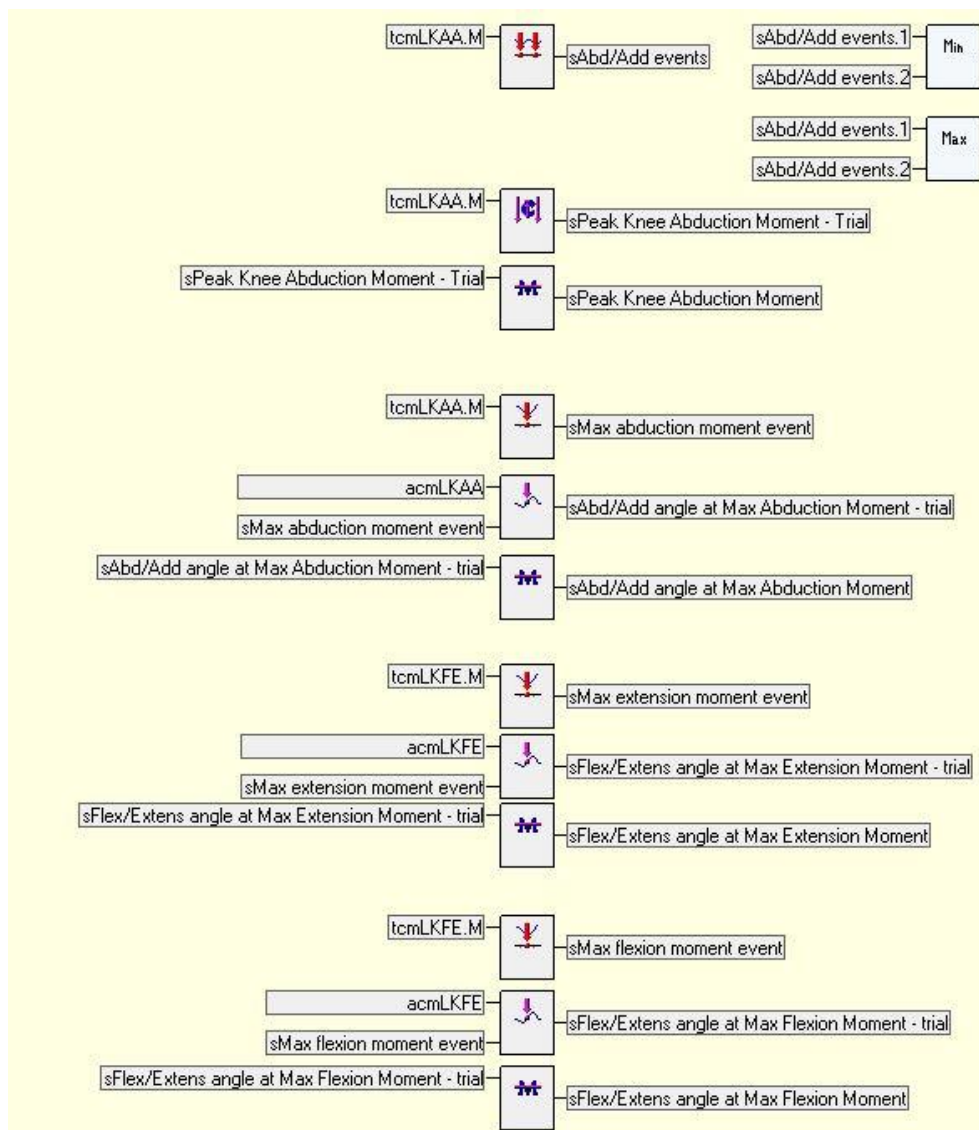 tcmLKAA.M
sAbd/Add events
sAbd/Add events.1
sAbd/Add events.2
Min
sAbd/Add events.1
sAbd/Add events.2
Max
tcmLKAA.M
sPeak Knee Abduction Moment - Trial
sPeak Knee Abduction Moment - Trial
sPeak Knee Abduction Moment
tcmLKAA.M
sMax abduction moment event
acmLKAA
sMax abduction moment event
sAbd/Add angle at Max Abduction Moment - trial
sAbd/Add angle at Max Abduction Moment - trial
sAbd/Add angle at Max Abduction Moment
tcmLKFE.M
sMax extension moment event
acmLKFE
sMax extension moment event
sFlex/Extens angle at Max Extension Moment - trial
sFlex/Extens angle at Max Extension Moment - trial
sFlex/Extens angle at Max Extension Moment
tcmLKFE.M
sMax flexion moment event
acmLKFE
sMax flexion moment event
sFlex/Extens angle at Max Flexion Moment - trial
sFlex/Extens angle at Max Flexion Moment - trial
sFlex/Extens angle at Max Flexion Moment